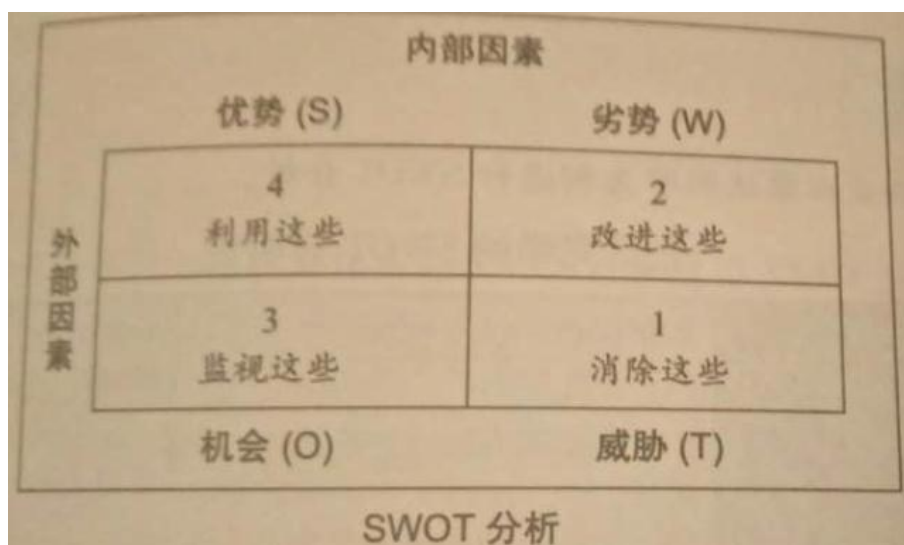 内部因素
优势 (S) 劣势 (W)
4 2
利用这些 改进这些
外部因素
3 1
监视这些 消除这些
机会 (O) 威胁 (T)
SWOT 分析